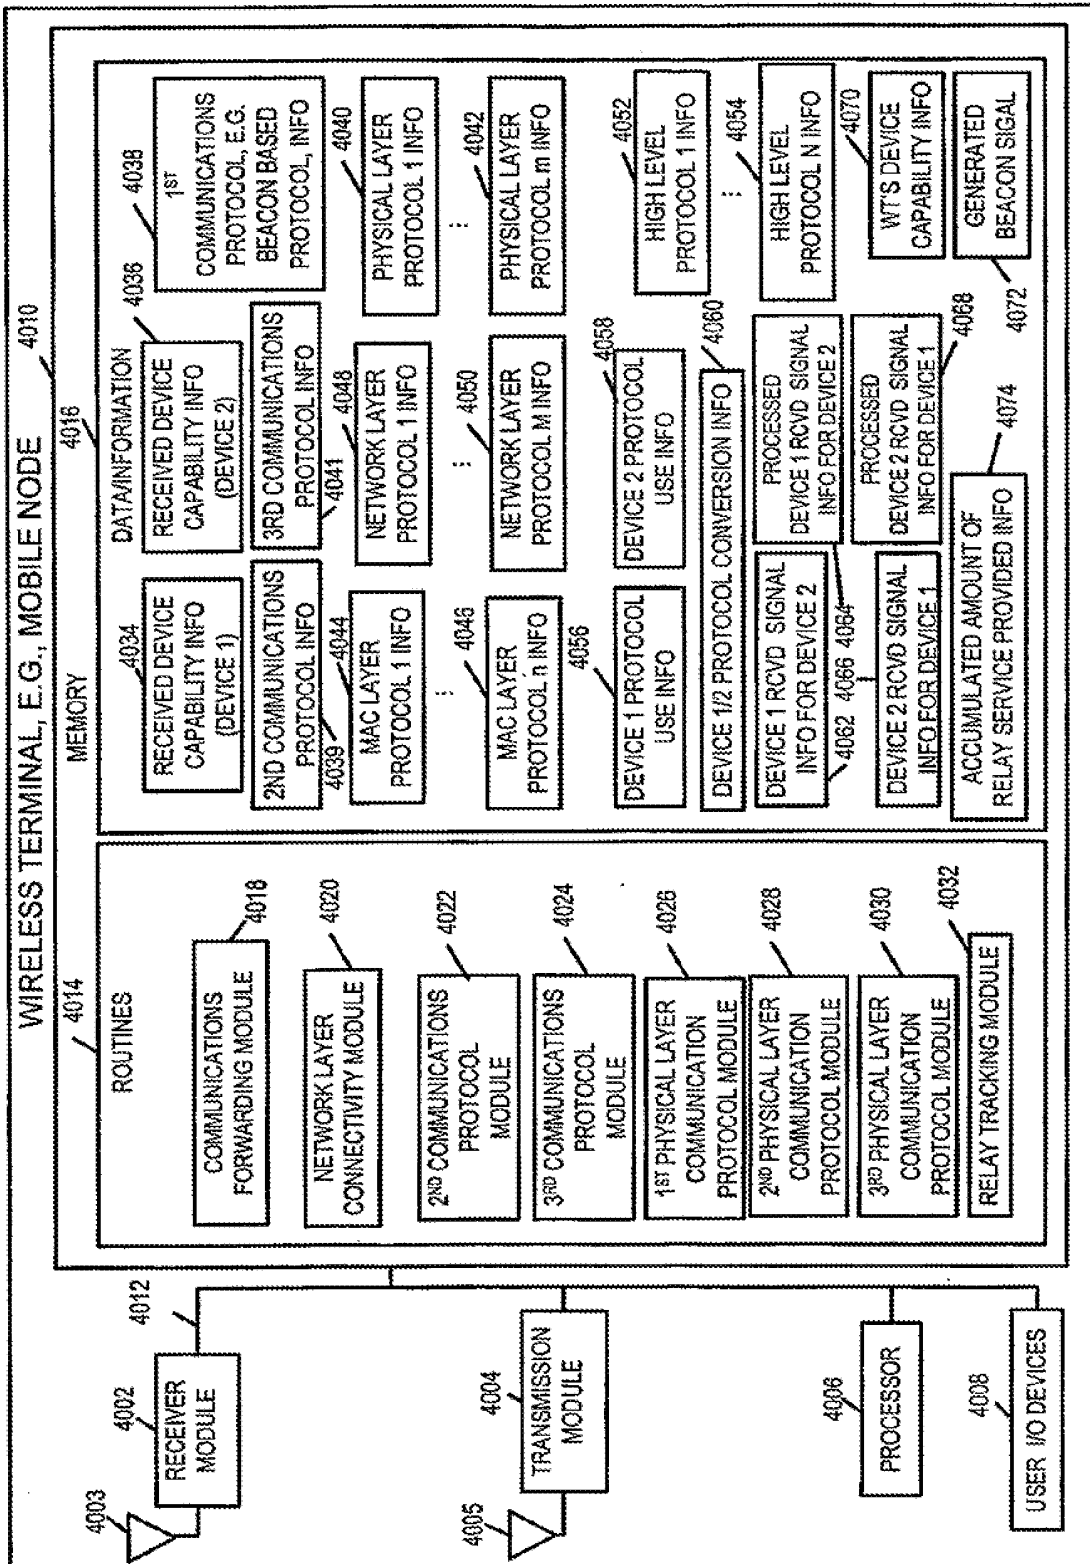 WIRELESS TERMINAL, E.G., MOBILE NODE
4003
4002
RECEIVER
MODULE
4012
4005
4004
TRANSMISSION
MODULE
4006
PROCESSOR
4008
USER I/O DEVICES
MEMORY
4010
4014
ROUTINES
COMMUNICATIONS
FORWARDING MODULE
4018
NETWORK LAYER
CONNECTIVITY MODULE
4020
2ND COMMUNICATIONS
PROTOCOL
MODULE
4022
3RD COMMUNICATIONS
PROTOCOL
MODULE
4024
1ST PHYSICAL LAYER
COMMUNICATION
PROTOCOL MODULE
4026
2ND PHYSICAL LAYER
COMMUNICATION
PROTOCOL MODULE
4028
3RD PHYSICAL LAYER
COMMUNICATION
PROTOCOL MODULE
4030
RELAY TRACKING MODULE
4032
4016
DATA/INFORMATION
4034
RECEIVED DEVICE
CAPABILITY INFO
(DEVICE 1)
4036
RECEIVED DEVICE
CAPABILITY INFO
(DEVICE 2)
4038
1ST
COMMUNICATIONS
PROTOCOL, E.G.
BEACON BASED
PROTOCOL, INFO
2ND COMMUNICATIONS
PROTOCOL INFO
4039
3RD COMMUNICATIONS
PROTOCOL INFO
4041
4044
MAC LAYER
PROTOCOL 1 INFO
4048
NETWORK LAYER
PROTOCOL 1 INFO
4040
PHYSICAL LAYER
PROTOCOL 1 INFO
...
...
...
4046
MAC LAYER
PROTOCOL n INFO
4050
NETWORK LAYER
PROTOCOL M INFO
4042
PHYSICAL LAYER
PROTOCOL m INFO
4056
DEVICE 1 PROTOCOL
USE INFO
4058
DEVICE 2 PROTOCOL
USE INFO
4052
HIGH LEVEL
PROTOCOL 1 INFO
...
4054
HIGH LEVEL
PROTOCOL N INFO
4060
DEVICE 1/2 PROTOCOL CONVERSION INFO
DEVICE 1 RCVD SIGNAL
INFO FOR DEVICE 2
4062
PROCESSED
DEVICE 1 RCVD SIGNAL
INFO FOR DEVICE 2
4064
4066
DEVICE 2 RCVD SIGNAL
INFO FOR DEVICE 1
PROCESSED
DEVICE 2 RCVD SIGNAL
INFO FOR DEVICE 1
4068
4070
WT'S DEVICE
CAPABILITY INFO
GENERATED
BEACON SIGAL
4072
ACCUMULATED AMOUNT OF
RELAY SERVICE PROVIDED INFO
4074